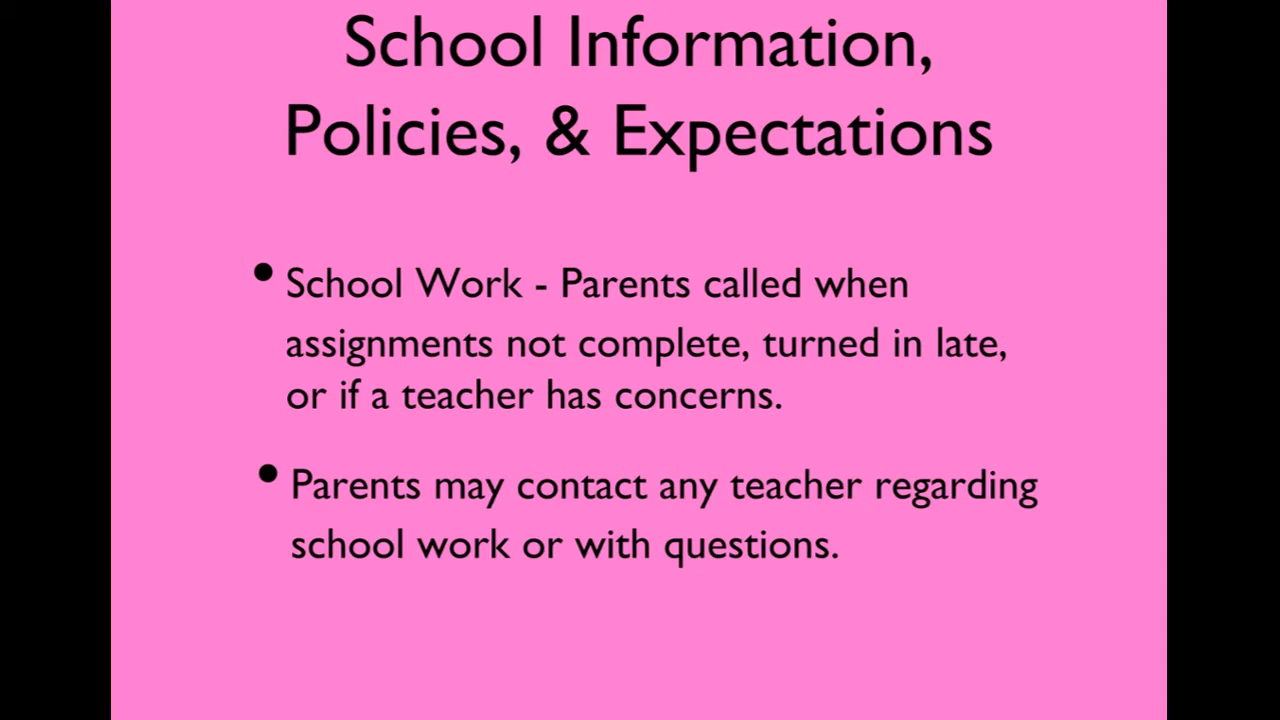 School Information,
Policies, & Expectations
• School Work - Parents called when
assignments not complete, turned in late,
or if a teacher has concerns.
• Parents may contact any teacher regarding
school work or with questions.